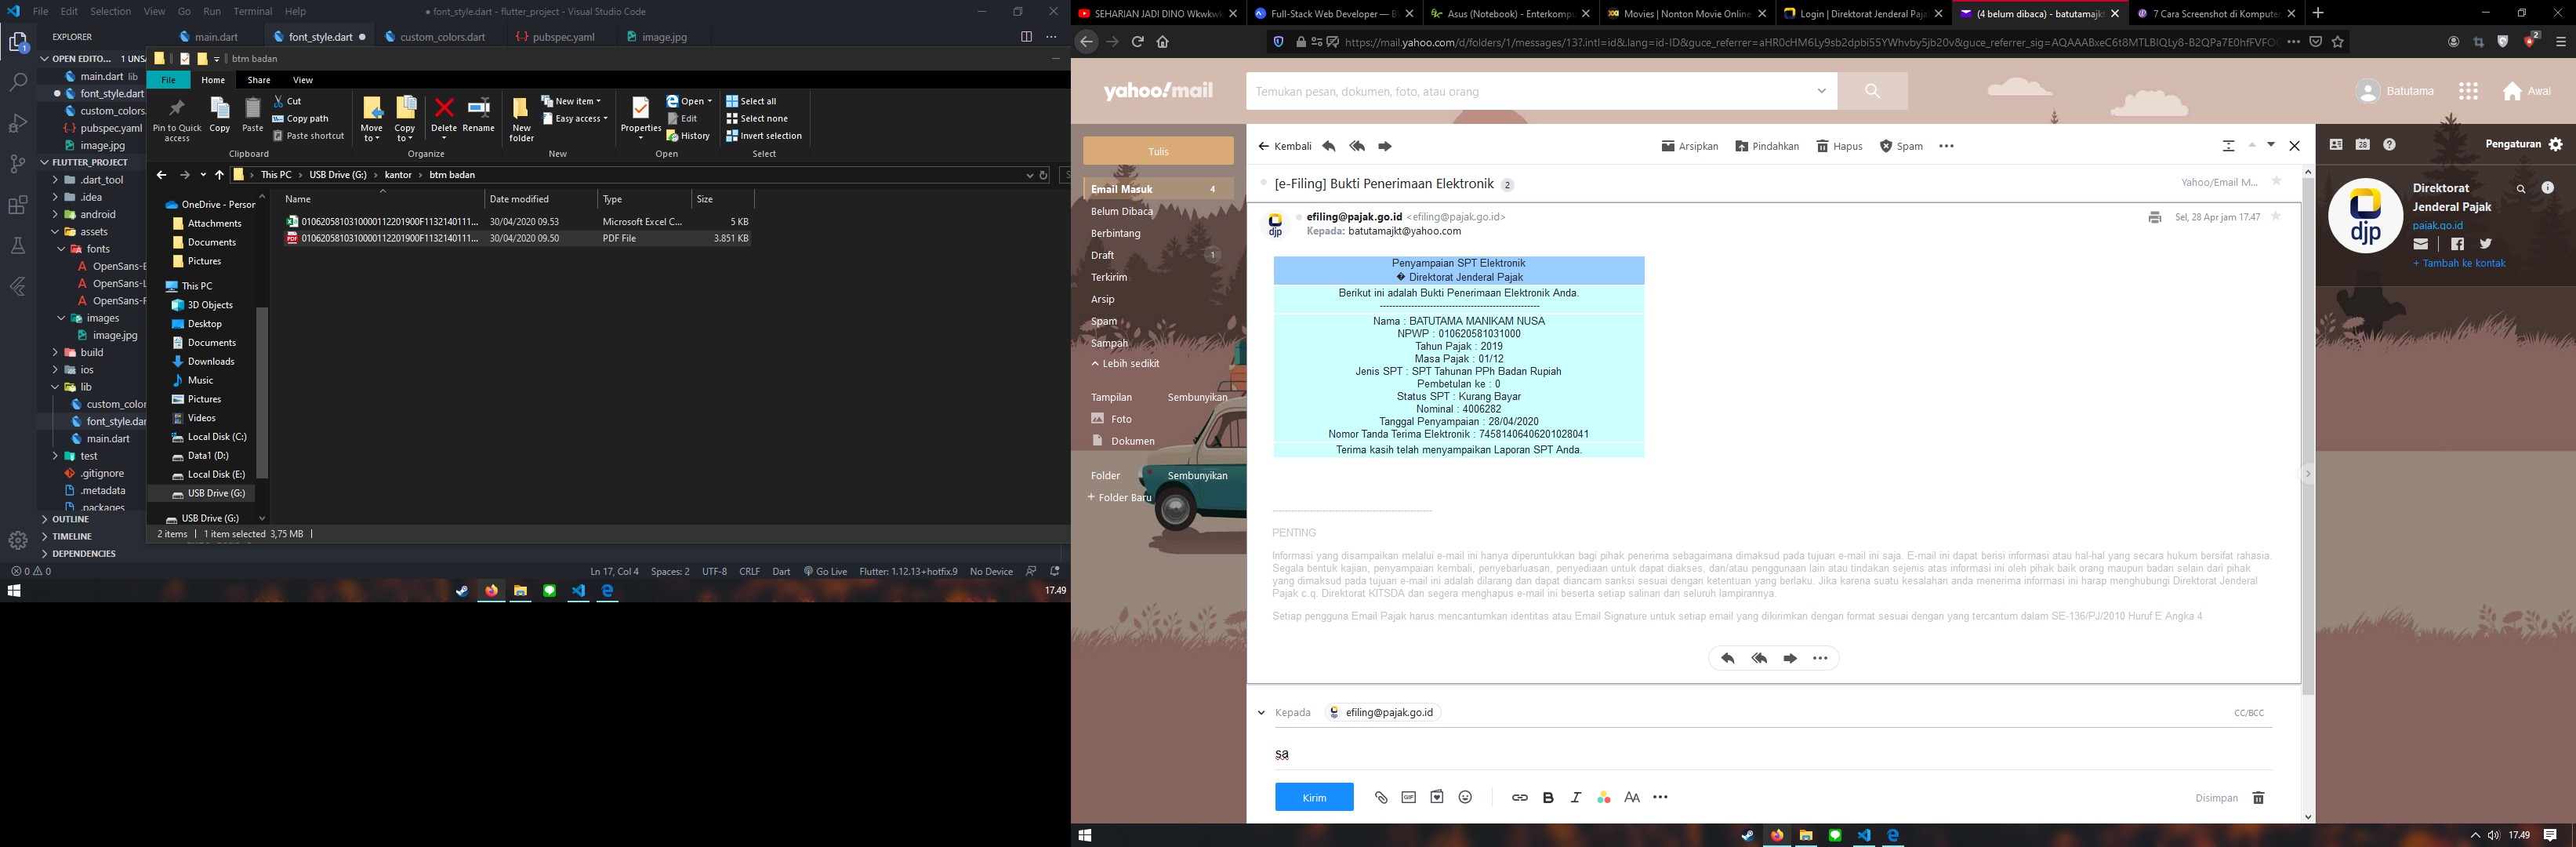 File Edit Selection View Go Run Terminal Help
● font_style.dart - flutter_project - Visual Studio Code
EXPLORER
main.dart
font_style.dart
custom_colors.dart
pubspec.yaml
image.jpg
OPEN EDITO... 1 UNSA
main.dart lib
font_style.dart
custom_colors.
pubspec.yaml
image.jpg
FLUTTER_PROJECT
.dart_tool
.idea
android
assets
fonts
OpenSans-B
OpenSans-L
OpenSans-R
images
image.jpg
build
ios
lib
custom_color
font_style.dar
main.dart
test
.gitignore
.metadata
.packages
OUTLINE
TIMELINE
DEPENDENCIES
0 0
Ln 17, Col 4 Spaces: 2 UTF-8 CRLF Dart Go Live Flutter: 1.12.13+hotfix.9 No Device
17.49
btm badan
File Home Share View
Pin to Quick access
Copy
Paste
Cut
Copy path
Paste shortcut
Clipboard
Move to
Copy to
Delete
Rename
Organize
New folder
New item
Easy access
New
Properties
Open
Edit
History
Open
Select all
Select none
Invert selection
Select
This PC > USB Drive (G:) > kantor > btm badan
Name Date modified Type Size
0106205810310000112201900F1132140111... 30/04/2020 09.53 Microsoft Excel C... 5 KB
0106205810310000112201900F1132140111... 30/04/2020 09.50 PDF File 3.851 KB
OneDrive - Person
Attachments
Documents
Pictures
This PC
3D Objects
Desktop
Documents
Downloads
Music
Pictures
Videos
Local Disk (C:)
Data1 (D:)
Local Disk (E:)
USB Drive (G:)
USB Drive (G:)
2 items 1 item selected 3,75 MB
SEHARIAN JADI DINO Wkwkwk
Full-Stack Web Developer — B
Asus (Notebook) - Enterkompu
Movies | Nonton Movie Online
Login | Direktorat Jenderal Paja
(4 belum dibaca) - batutamajkt
7 Cara Screenshot di Komputer
https://mail.yahoo.com/d/folders/1/messages/13?.intl=id&.lang=id-ID&guce_referrer=aHR0cHM6Ly9sb2dpbi55YWhvby5jb20v&guce_referrer_sig=AQAAABxeC6t8MTLBIQLy8-B2QPa7E0hfFVFO
yahoo!mail
Temukan pesan, dokumen, foto, atau orang
Batutama
Awal
Tulis
Email Masuk 4
Belum Dibaca
Berbintang
Draft 1
Terkirim
Arsip
Spam
Sampah
Lebih sedikit
Tampilan Sembunyikan
Foto
Dokumen
Folder Sembunyikan
+ Folder Baru
Kembali
Arsipkan Pindahkan Hapus Spam
[e-Filing] Bukti Penerimaan Elektronik 2
Yahoo/Email M...
djp
efiling@pajak.go.id <efiling@pajak.go.id>
Kepada: batutamajkt@yahoo.com
Sel, 28 Apr jam 17.47
Penyampaian SPT Elektronik
� Direktorat Jenderal Pajak
Berikut ini adalah Bukti Penerimaan Elektronik Anda.
----------------------------------------------------
Nama : BATUTAMA MANIKAM NUSA
NPWP : 010620581031000
Tahun Pajak : 2019
Masa Pajak : 01/12
Jenis SPT : SPT Tahunan PPh Badan Rupiah
Pembetulan ke : 0
Status SPT : Kurang Bayar
Nominal : 4006282
Tanggal Penyampaian : 28/04/2020
Nomor Tanda Terima Elektronik : 74581406406201028041
Terima kasih telah menyampaikan Laporan SPT Anda.
----------------------------------------------------
PENTING
Informasi yang disampaikan melalui e-mail ini hanya diperuntukkan bagi pihak penerima sebagaimana dimaksud pada tujuan e-mail ini saja. E-mail ini dapat berisi informasi atau hal-hal yang secara hukum bersifat rahasia.
Segala bentuk kajian, penyampaian kembali, penyebarluasan, penyediaan untuk dapat diakses, dan/atau penggunaan lain atau tindakan sejenis atas informasi ini oleh pihak baik orang maupun badan selain dari pihak
yang dimaksud pada tujuan e-mail ini adalah dilarang dan dapat diancam sanksi sesuai dengan ketentuan yang berlaku. Jika karena suatu kesalahan anda menerima informasi ini harap menghubungi Direktorat Jenderal
Pajak c.q. Direktorat KITSDA dan segera menghapus e-mail ini beserta setiap salinan dan seluruh lampirannya.
Setiap pengguna Email Pajak harus mencantumkan identitas atau Email Signature untuk setiap email yang dikirimkan dengan format sesuai dengan yang tercantum dalam SE-136/PJ/2010 Huruf E Angka 4
Kepada efiling@pajak.go.id
CC/BCC
sa
Kirim
GIF
Disimpan
28
Pengaturan
djp
Direktorat
Jenderal Pajak
pajak.go.id
+ Tambah ke kontak
17.49